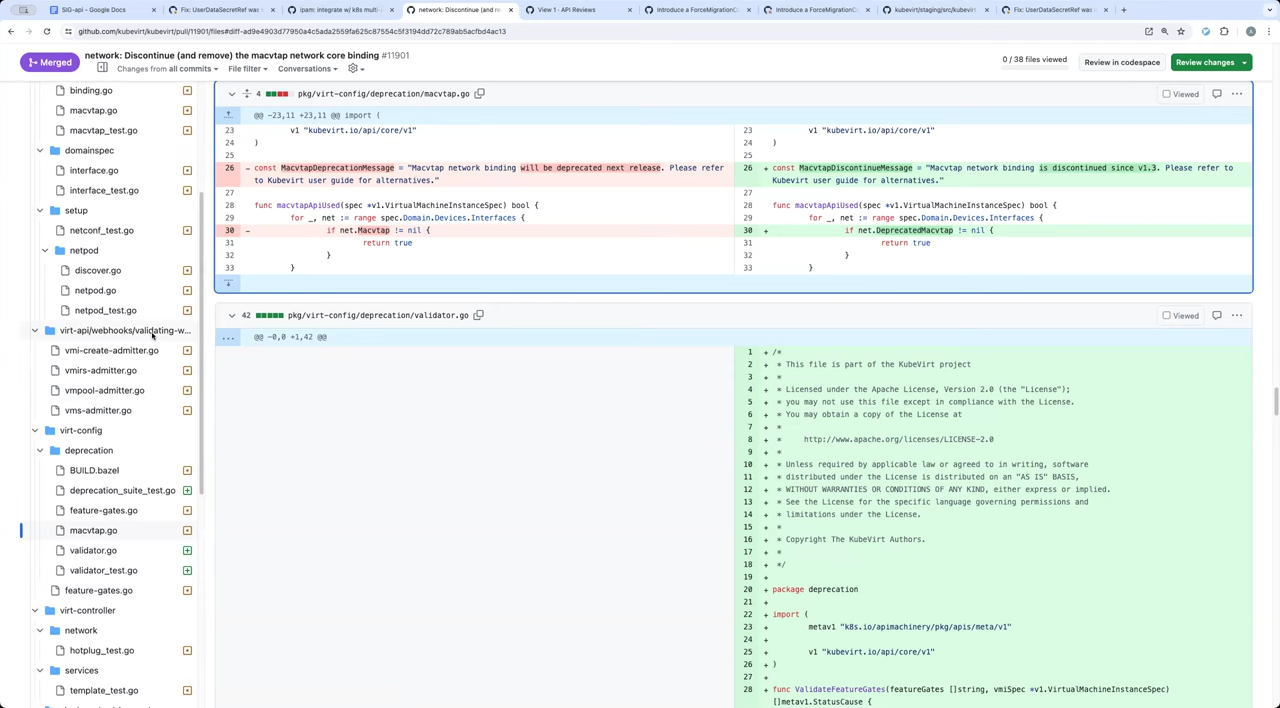 SIG-api - Google Docs
Fix: UserDataSecretRef was
ipam: integrate w/ k8s multi-
network: Discontinue (and re
View 1 · API Reviews
Introduce a ForceMigrationCo
Introduce a ForceMigrationCo
kubevirt/staging/src/kubevirt
Fix: UserDataSecretRef was
github.com/kubevirt/kubevirt/pull/11901/files#diff-ad9e4903d77950a4c5ada2559fa625c87554c5f3194dd72c789ab5acfbd4ac13
Merged
network: Discontinue (and remove) the macvtap network core binding #11901
Changes from all commits
File filter
Conversations
0 / 38 files viewed
Review in codespace
Review changes
binding.go
macvtap.go
macvtap_test.go
domainspec
interface.go
interface_test.go
setup
netconf_test.go
netpod
discover.go
netpod.go
netpod_test.go
virt-api/webhooks/validating-w...
vmi-create-admitter.go
vmirs-admitter.go
vmpool-admitter.go
vms-admitter.go
virt-config
deprecation
BUILD.bazel
deprecation_suite_test.go
feature-gates.go
macvtap.go
validator.go
validator_test.go
feature-gates.go
virt-controller
network
hotplug_test.go
services
template_test.go
4 pkg/virt-config/deprecation/macvtap.go
Viewed
@@ -23,11 +23,11 @@ import (
23 v1 "kubevirt.io/api/core/v1"
24 )
25
26 - const MacvtapDeprecationMessage = "Macvtap network binding will be deprecated next release. Please refer
to Kubevirt user guide for alternatives."
27
28 func macvtapApiUsed(spec *v1.VirtualMachineInstanceSpec) bool {
29 for _, net := range spec.Domain.Devices.Interfaces {
30 - if net.Macvtap != nil {
31 return true
32 }
33 }
23 v1 "kubevirt.io/api/core/v1"
24 )
25
26 + const MacvtapDiscontinueMessage = "Macvtap network binding is discontinued since v1.3. Please refer to
Kubevirt user guide for alternatives."
27
28 func macvtapApiUsed(spec *v1.VirtualMachineInstanceSpec) bool {
29 for _, net := range spec.Domain.Devices.Interfaces {
30 + if net.DeprecatedMacvtap != nil {
31 return true
32 }
33 }
42 pkg/virt-config/deprecation/validator.go
Viewed
... @@ -0,0 +1,42 @@
1 + /*
2 + * This file is part of the KubeVirt project
3 + *
4 + * Licensed under the Apache License, Version 2.0 (the "License");
5 + * you may not use this file except in compliance with the License.
6 + * You may obtain a copy of the License at
7 + *
8 + * http://www.apache.org/licenses/LICENSE-2.0
9 + *
10 + * Unless required by applicable law or agreed to in writing, software
11 + * distributed under the License is distributed on an "AS IS" BASIS,
12 + * WITHOUT WARRANTIES OR CONDITIONS OF ANY KIND, either express or implied.
13 + * See the License for the specific language governing permissions and
14 + * limitations under the License.
15 + *
16 + * Copyright The KubeVirt Authors.
17 + *
18 + */
19 +
20 + package deprecation
21 +
22 + import (
23 + metav1 "k8s.io/apimachinery/pkg/apis/meta/v1"
24 +
25 + v1 "kubevirt.io/api/core/v1"
26 + )
27 +
28 + func ValidateFeatureGates(featureGates []string, vmiSpec *v1.VirtualMachineInstanceSpec)
[]metav1.StatusCause {